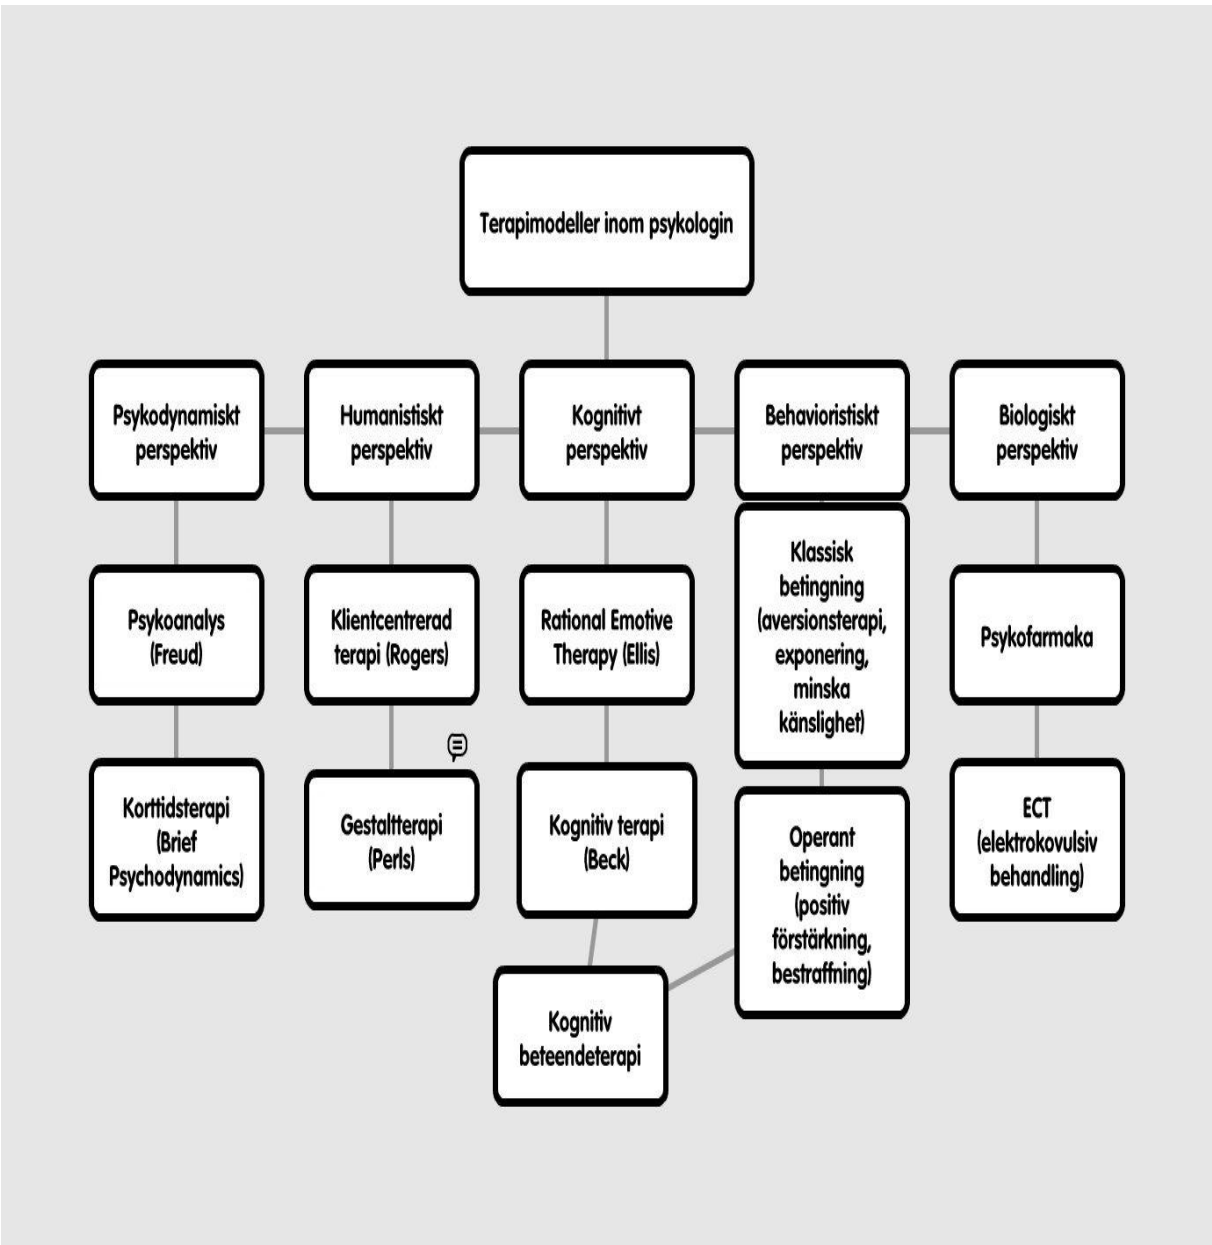 Terapimodeller inom psykologin
Psykodynamiskt
perspektiv
Humanistiskt
perspektiv
Kognitivt
perspektiv
Behavioristiskt
perspektiv
Biologiskt
perspektiv
Psykoanalys
(Freud)
Klientcentrerad
terapi (Rogers)
Rational Emotive
Therapy (Ellis)
Klassisk
betingning
(aversionsterapi,
exponering,
minska
känslighet)
Psykofarmaka
Korttidsterapi
(Brief
Psychodynamics)
Gestaltterapi
(Perls)
Kognitiv terapi
(Beck)
Operant
betingning
(positiv
förstärkning,
bestraffning)
ECT
(elektrokovulsiv
behandling)
Kognitiv
beteendeterapi